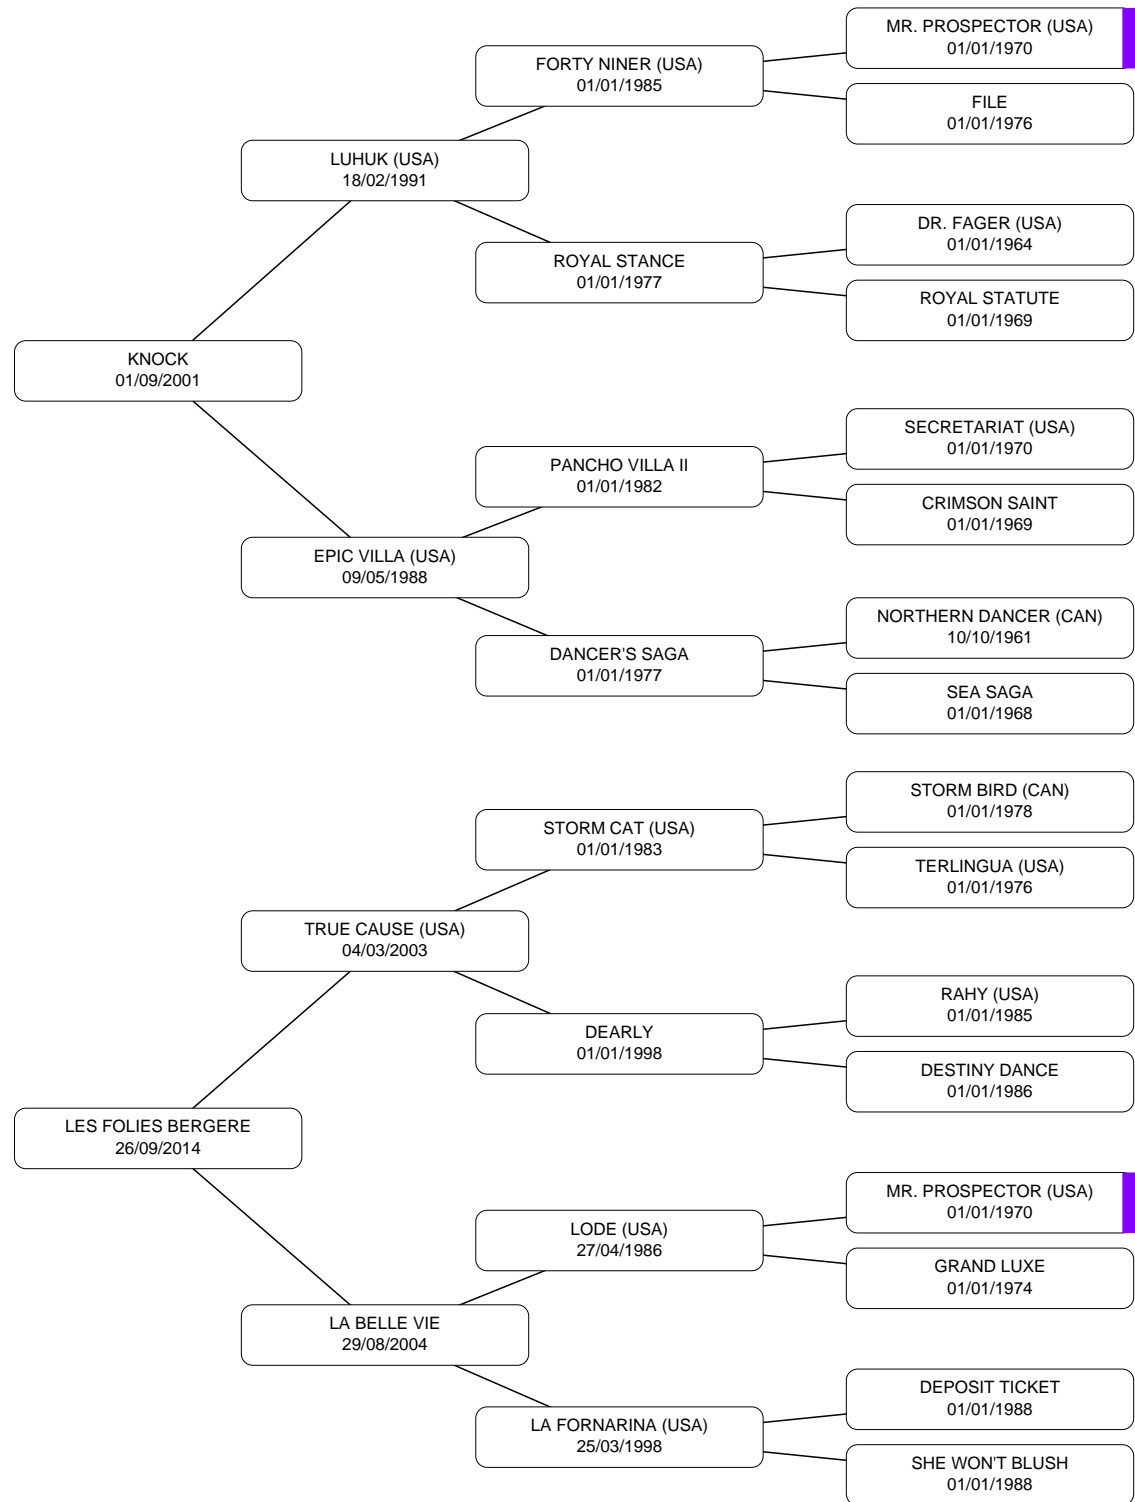 MR. PROSPECTOR (USA)
01/01/1970
FORTY NINER (USA)
01/01/1985
FILE
01/01/1976
LUHUK (USA)
18/02/1991
DR. FAGER (USA)
01/01/1964
ROYAL STANCE
01/01/1977
ROYAL STATUTE
01/01/1969
KNOCK
01/09/2001
SECRETARIAT (USA)
01/01/1970
PANCHO VILLA II
01/01/1982
CRIMSON SAINT
01/01/1969
EPIC VILLA (USA)
09/05/1988
NORTHERN DANCER (CAN)
10/10/1961
DANCER'S SAGA
01/01/1977
SEA SAGA
01/01/1968
STORM BIRD (CAN)
01/01/1978
STORM CAT (USA)
01/01/1983
TERLINGUA (USA)
01/01/1976
TRUE CAUSE (USA)
04/03/2003
RAHY (USA)
01/01/1985
DEARLY
01/01/1998
DESTINY DANCE
01/01/1986
LES FOLIES BERGERE
26/09/2014
MR. PROSPECTOR (USA)
01/01/1970
LODE (USA)
27/04/1986
GRAND LUXE
01/01/1974
LA BELLE VIE
29/08/2004
DEPOSIT TICKET
01/01/1988
LA FORNARINA (USA)
25/03/1998
SHE WON'T BLUSH
01/01/1988